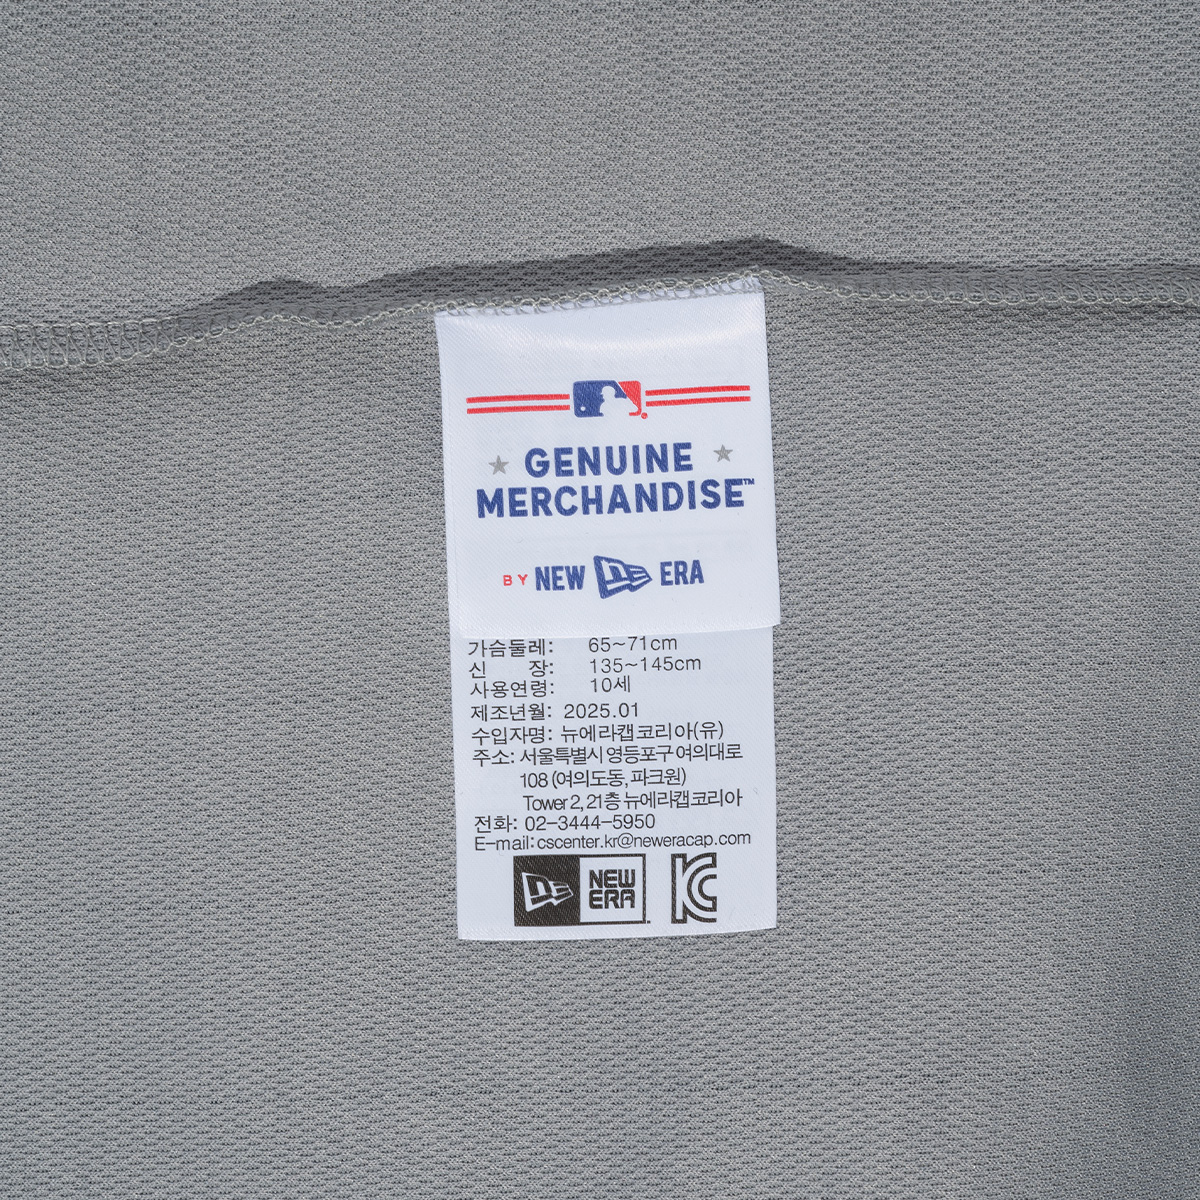 GENUINE
MERCHANDISE™
BY NEW ERA
가슴둘레: 65~71cm
신 장: 135~145cm
사용연령: 10세
제조년월: 2025.01
수입자명: 뉴에라캡코리아(유)
주소: 서울특별시 영등포구 여의대로
108 (여의도동, 파크원)
Tower 2, 21층 뉴에라캡코리아
전화: 02-3444-5950
E-mail: cscenter.kr@neweracap.com
NEW
ERA